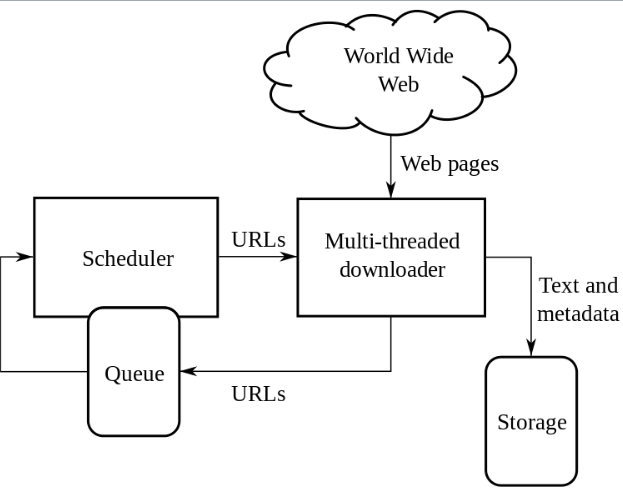 World Wide
Web
Web pages
Scheduler
URLs
Multi-threaded
downloader
Text and
metadata
Queue
URLs
Storage